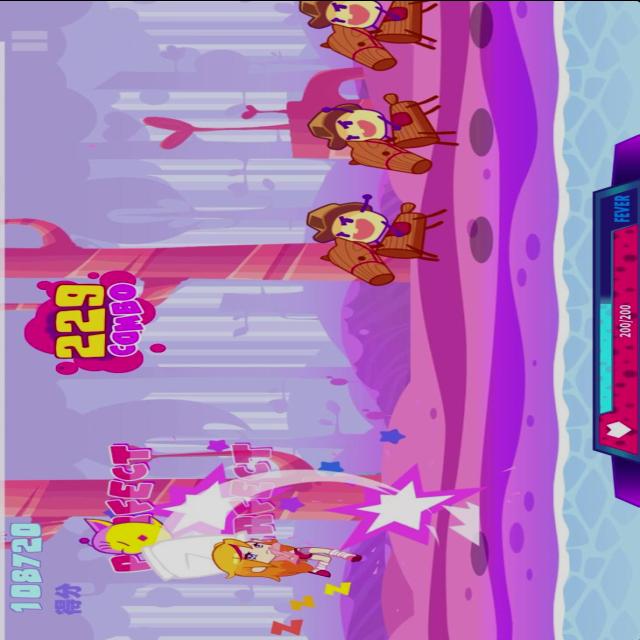 108720
得分
229
COMBO
PERFECT
PERFECT
FEVER
200/200